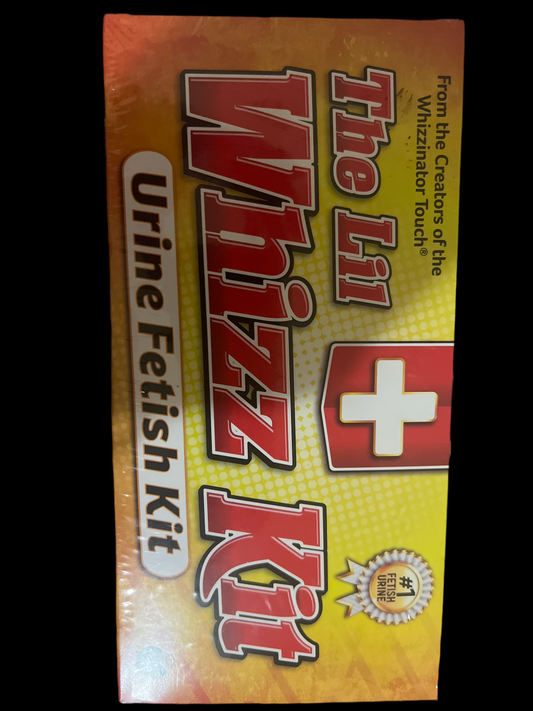 From the Creators of the
Whizzinator Touch®
The Lil
Whizz Kit
Urine Fetish Kit
#1
FETISH
URINE